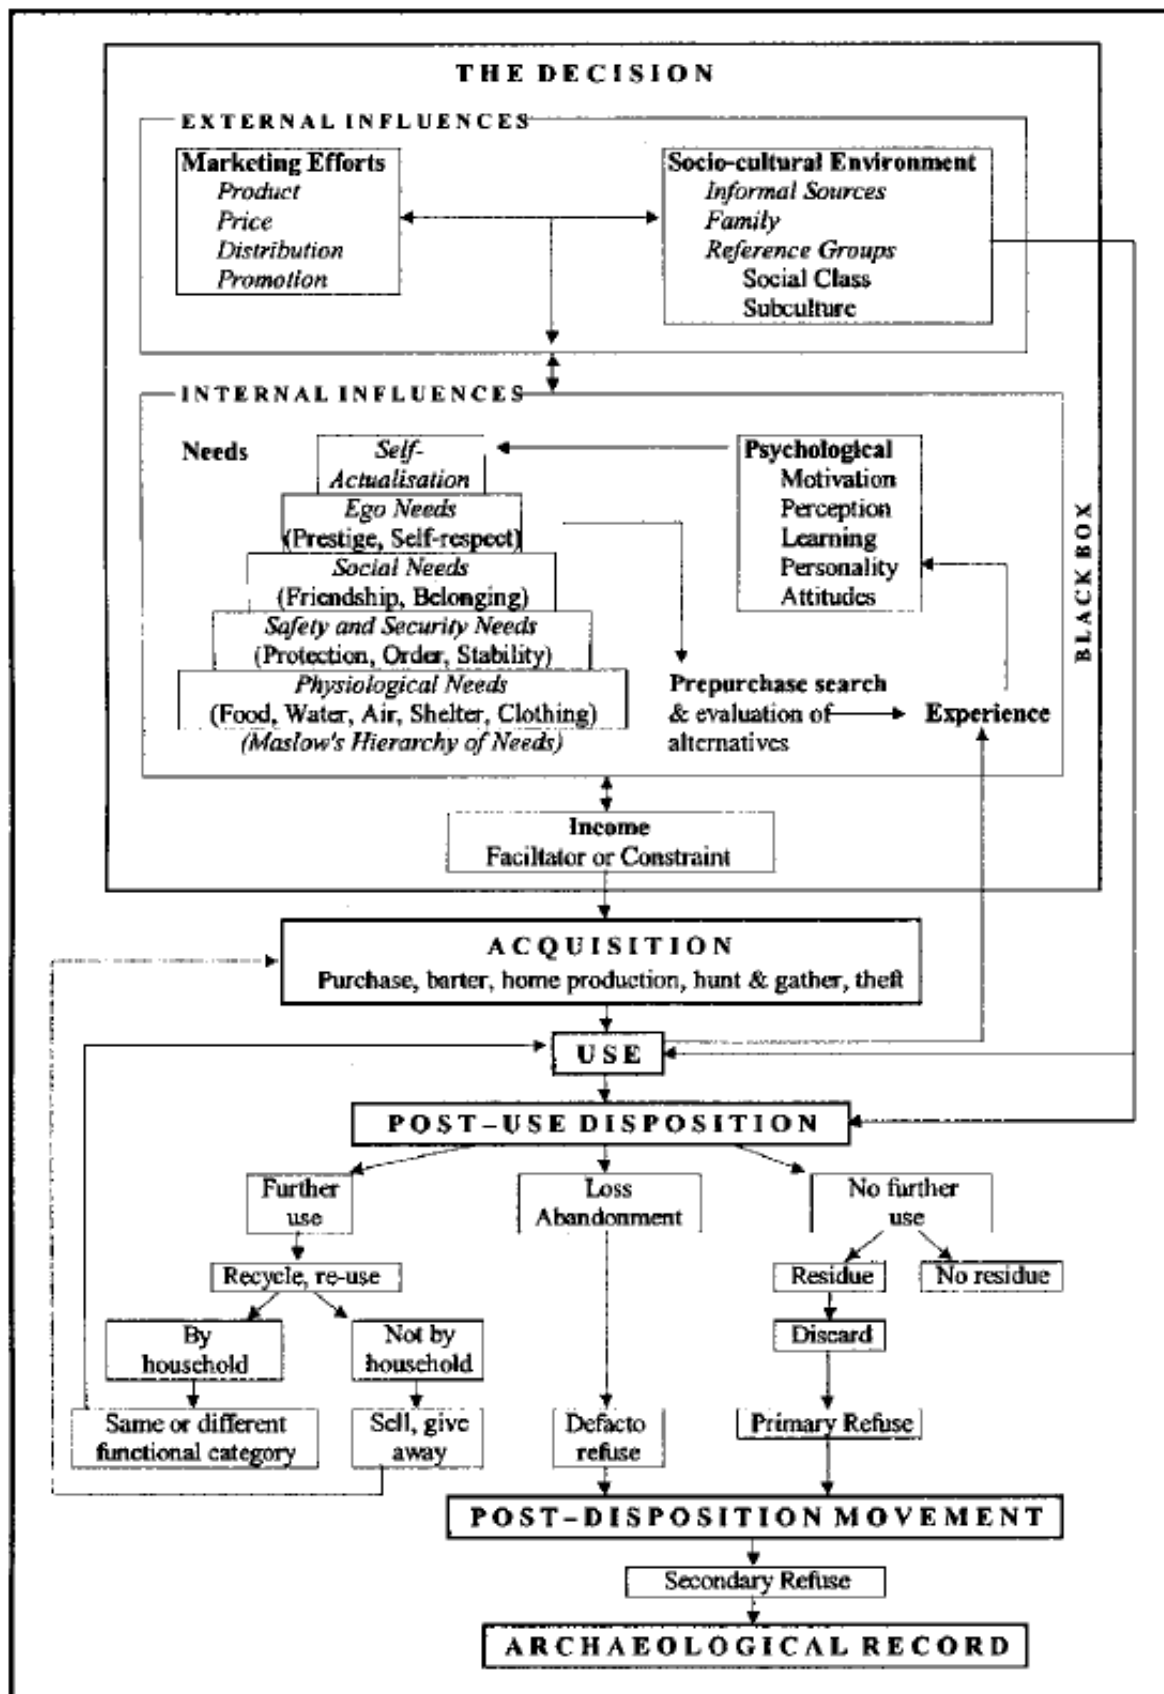 THE DECISION
EXTERNAL INFLUENCES
Marketing Efforts
Product
Price
Distribution
Promotion
Socio-cultural Environment
Informal Sources
Family
Reference Groups
Social Class
Subculture
INTERNAL INFLUENCES
Needs
Self-
Actualisation
Ego Needs
(Prestige, Self-respect)
Social Needs
(Friendship, Belonging)
Safety and Security Needs
(Protection, Order, Stability)
Physiological Needs
(Food, Water, Air, Shelter, Clothing)
(Maslow's Hierarchy of Needs)
Psychological
Motivation
Perception
Learning
Personality
Attitudes
Prepurchase search
& evaluation of
alternatives
Experience
BLACK BOX
Income
Faciltator or Constraint
ACQUISITION
Purchase, barter, home production, hunt & gather, theft
USE
POST-USE DISPOSITION
Further
use
Loss
Abandonment
No further
use
Recycle, re-use
Residue
No residue
By
household
Not by
household
Discard
Same or different
functional category
Sell, give
away
Defacto
refuse
Primary Refuse
POST-DISPOSITION MOVEMENT
Secondary Refuse
ARCHAEOLOGICAL RECORD